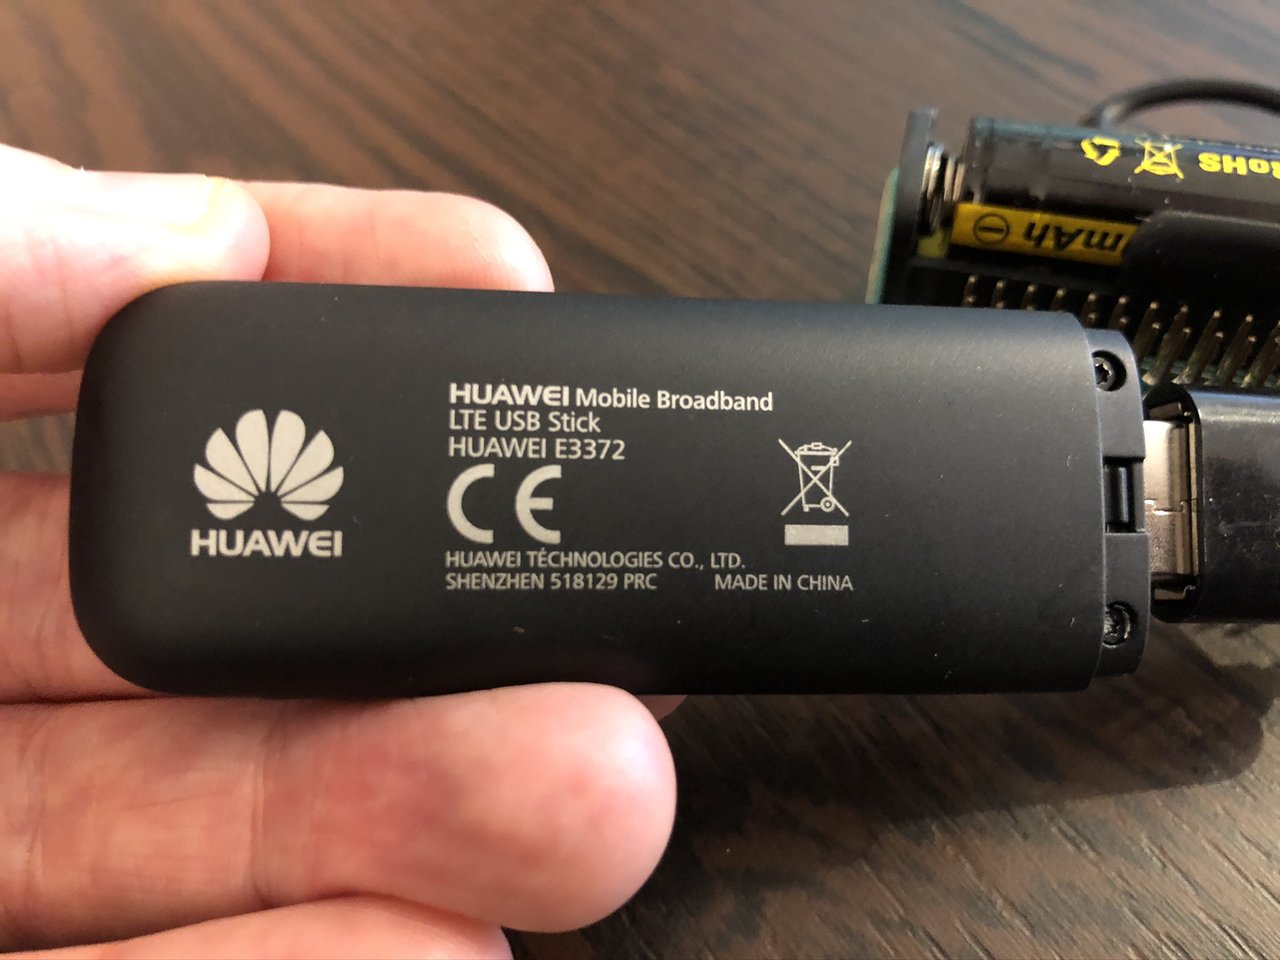 HUAWEI
HUAWEI Mobile Broadband
LTE USB Stick
HUAWEI E3372
CE
HUAWEI TECHNOLOGIES CO., LTD.
SHENZHEN 518129 PRC MADE IN CHINA
RoHS
mAh